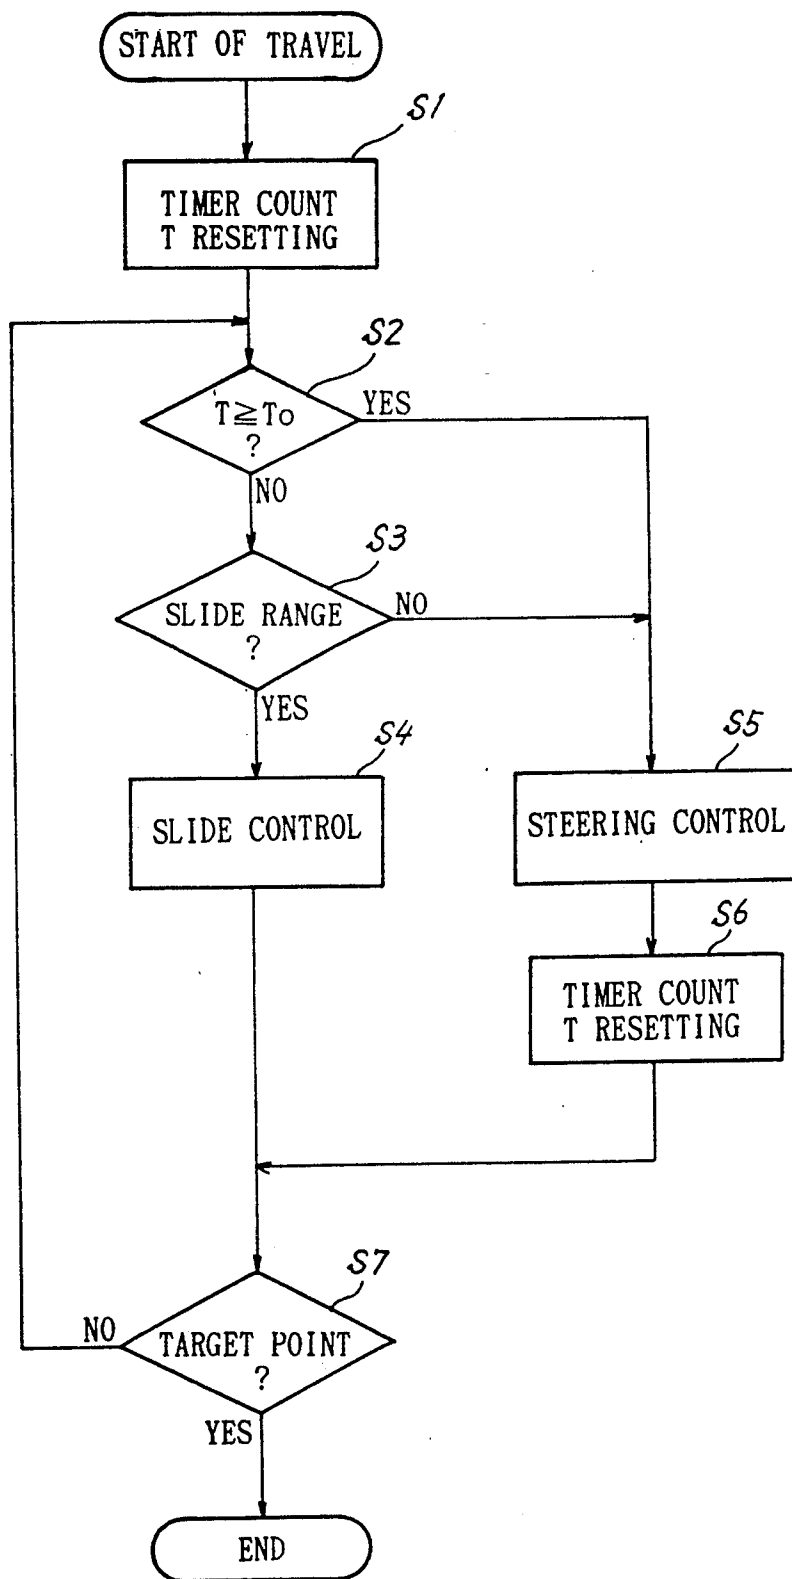 START OF TRAVEL
S1
TIMER COUNT
T RESETTING
S2
T≧To
?
YES
NO
S3
SLIDE RANGE
?
NO
YES
S4
SLIDE CONTROL
S5
STEERING CONTROL
S6
TIMER COUNT
T RESETTING
S7
TARGET POINT
?
NO
YES
END